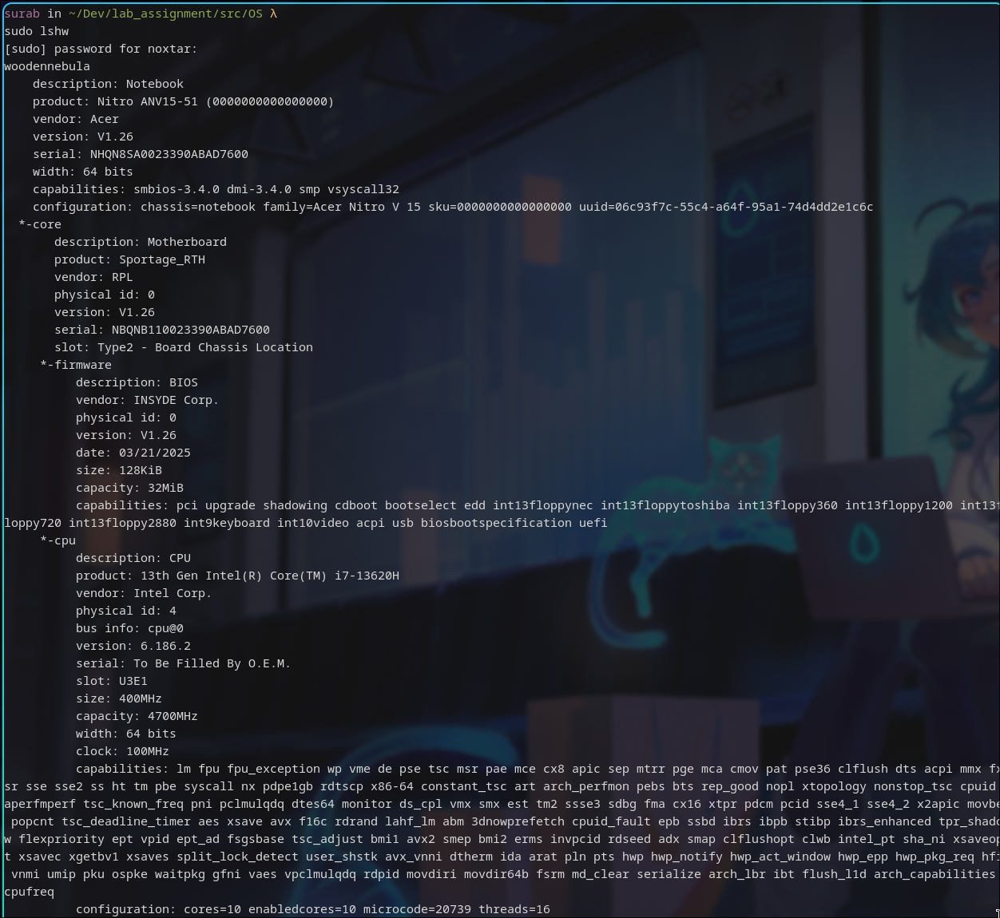 surab in ~/Dev/lab_assignment/src/OS λ
sudo lshw
[sudo] password for noxtar:
woodennebula
    description: Notebook
    product: Nitro ANV15-51 (0000000000000000)
    vendor: Acer
    version: V1.26
    serial: NHQN8SA0023390ABAD7600
    width: 64 bits
    capabilities: smbios-3.4.0 dmi-3.4.0 smp vsyscall32
    configuration: chassis=notebook family=Acer Nitro V 15 sku=0000000000000000 uuid=06c93f7c-55c4-a64f-95a1-74d4dd2e1c6c
  *-core
       description: Motherboard
       product: Sportage_RTH
       vendor: RPL
       physical id: 0
       version: V1.26
       serial: NBQNB110023390ABAD7600
       slot: Type2 - Board Chassis Location
     *-firmware
          description: BIOS
          vendor: INSYDE Corp.
          physical id: 0
          version: V1.26
          date: 03/21/2025
          size: 128KiB
          capacity: 32MiB
          capabilities: pci upgrade shadowing cdboot bootselect edd int13floppynec int13floppytoshiba int13floppy360 int13floppy1200 int13f
loppy720 int13floppy2880 int9keyboard int10video acpi usb biosbootspecification uefi
     *-cpu
          description: CPU
          product: 13th Gen Intel(R) Core(TM) i7-13620H
          vendor: Intel Corp.
          physical id: 4
          bus info: cpu@0
          version: 6.186.2
          serial: To Be Filled By O.E.M.
          slot: U3E1
          size: 400MHz
          capacity: 4700MHz
          width: 64 bits
          clock: 100MHz
          capabilities: lm fpu fpu_exception wp vme de pse tsc msr pae mce cx8 apic sep mtrr pge mca cmov pat pse36 clflush dts acpi mmx fx
sr sse sse2 ss ht tm pbe syscall nx pdpe1gb rdtscp x86-64 constant_tsc art arch_perfmon pebs bts rep_good nopl xtopology nonstop_tsc cpuid
aperfmperf tsc_known_freq pni pclmulqdq dtes64 monitor ds_cpl vmx smx est tm2 ssse3 sdbg fma cx16 xtpr pdcm pcid sse4_1 sse4_2 x2apic movbe
 popcnt tsc_deadline_timer aes xsave avx f16c rdrand lahf_lm abm 3dnowprefetch cpuid_fault epb ssbd ibrs ibpb stibp ibrs_enhanced tpr_shado
w flexpriority ept vpid ept_ad fsgsbase tsc_adjust bmi1 avx2 smep bmi2 erms invpcid rdseed adx smap clflushopt clwb intel_pt sha_ni xsaveop
t xsavec xgetbv1 xsaves split_lock_detect user_shstk avx_vnni dtherm ida arat pln pts hwp hwp_notify hwp_act_window hwp_epp hwp_pkg_req hfi
 vnmi umip pku ospke waitpkg gfni vaes vpclmulqdq rdpid movdiri movdir64b fsrm md_clear serialize arch_lbr ibt flush_l1d arch_capabilities
cpufreq
          configuration: cores=10 enabledcores=10 microcode=20739 threads=16